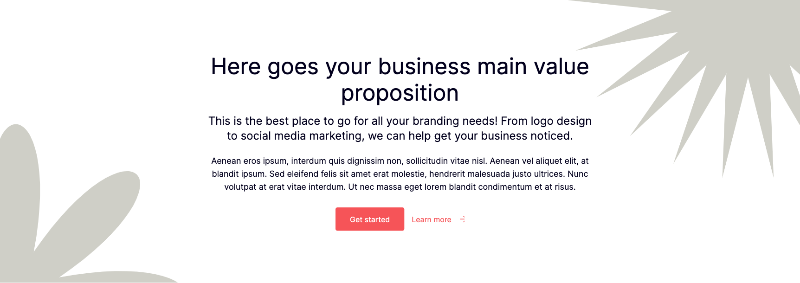 Here goes your business main value
proposition
This is the best place to go for all your branding needs! From logo design
to social media marketing, we can help get your business noticed.
Aenean eros ipsum, interdum quis dignissim non, sollicitudin vitae nisl. Aenean vel aliquet elit, at
blandit ipsum. Sed eleifend felis sit amet erat molestie, hendrerit malesuada justo ultrices. Nunc
volutpat at erat vitae interdum. Ut nec massa eget lorem blandit condimentum et at risus.
Get started
Learn more